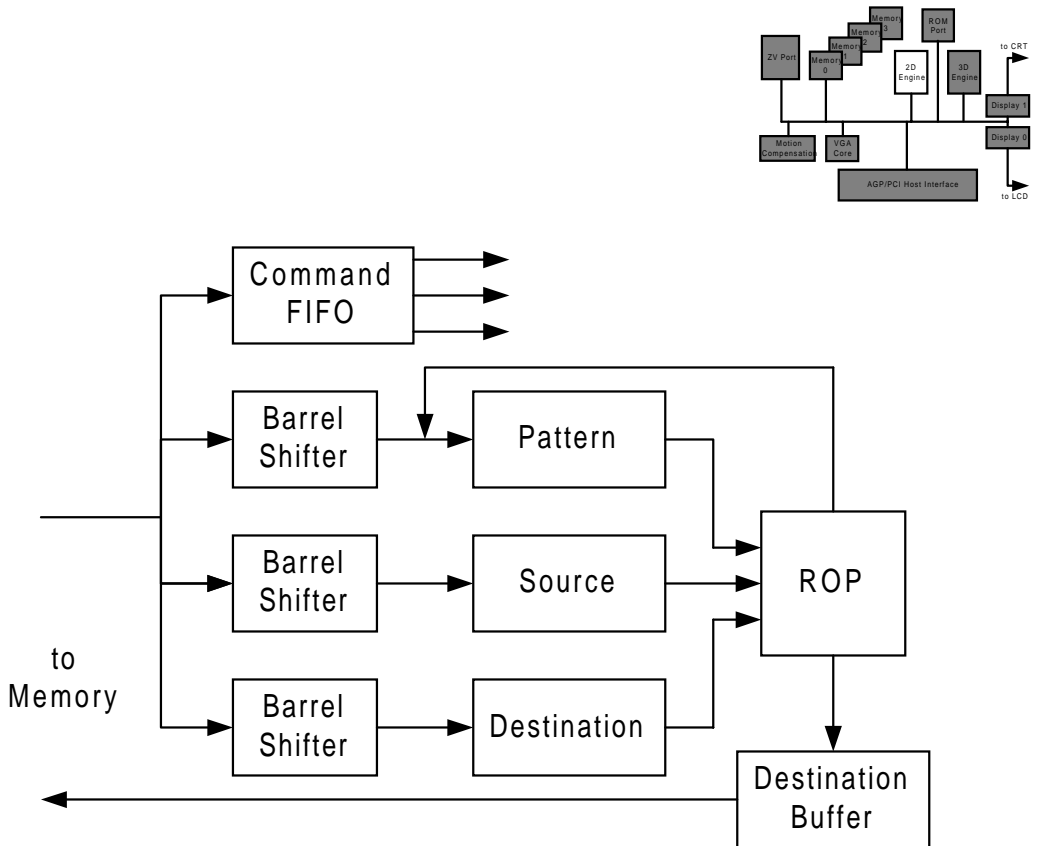 Memory
3
Memory
2
Memory
1
Memory
0
ROM
Port
to CRT
ZV Port
2D
Engine
3D
Engine
Display 1
Display 0
Motion
Compensation
VGA
Core
AGP/PCI Host Interface
to LCD
Command
FIFO
Barrel
Shifter
Pattern
Barrel
Shifter
Source
ROP
to
Memory
Barrel
Shifter
Destination
Destination
Buffer